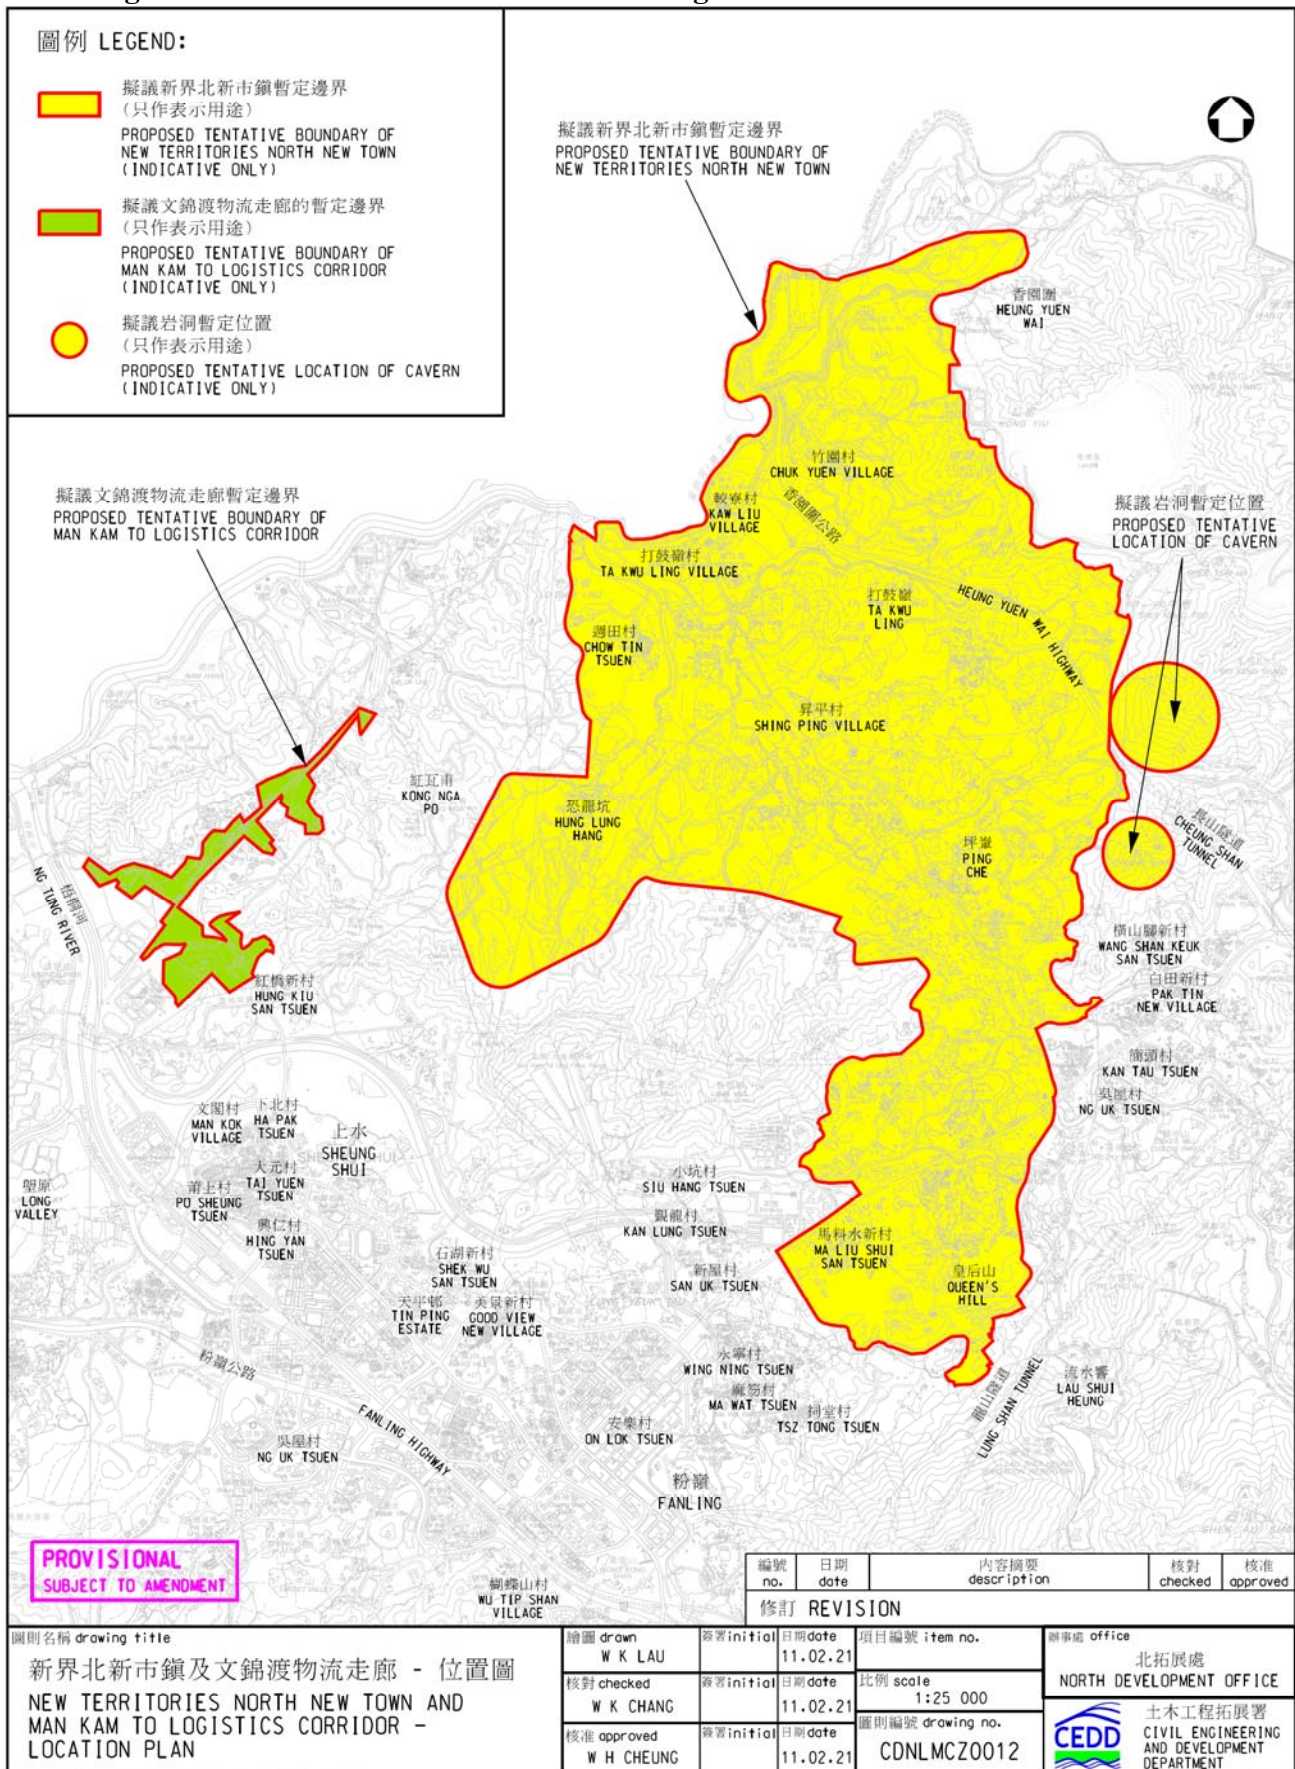 圖例 LEGEND:
擬議新界北新市鎮暫定邊界
(只作表示用途)
PROPOSED TENTATIVE BOUNDARY OF
NEW TERRITORIES NORTH NEW TOWN
(INDICATIVE ONLY)
擬議文錦渡物流走廊的暫定邊界
(只作表示用途)
PROPOSED TENTATIVE BOUNDARY OF
MAN KAM TO LOGISTICS CORRIDOR
(INDICATIVE ONLY)
擬議岩洞暫定位置
(只作表示用途)
PROPOSED TENTATIVE LOCATION OF CAVERN
(INDICATIVE ONLY)
擬議新界北新市鎮暫定邊界
PROPOSED TENTATIVE BOUNDARY OF
NEW TERRITORIES NORTH NEW TOWN
香園圍
HEUNG YUEN
WAI
竹園村
CHUK YUEN VILLAGE
較寮村
KAW LIU
VILLAGE
香園圍公路
擬議文錦渡物流走廊暫定邊界
PROPOSED TENTATIVE BOUNDARY OF
MAN KAM TO LOGISTICS CORRIDOR
擬議岩洞暫定位置
PROPOSED TENTATIVE
LOCATION OF CAVERN
打鼓嶺村
TA KWU LING VILLAGE
打鼓嶺
TA KWU
LING
HEUNG YUEN WAI HIGHWAY
週田村
CHOW TIN
TSUEN
昇平村
SHING PING VILLAGE
缸瓦甫
KONG NGA
PO
恐龍坑
HUNG LUNG
HANG
坪輋
PING
CHE
長山隧道
CHEUNG SHAN
TUNNEL
梧桐河
NG TUNG RIVER
橫山腳新村
WANG SHAN KEUK
SAN TSUEN
白田新村
PAK TIN
NEW VILLAGE
紅橋新村
HUNG KIU
SAN TSUEN
簡頭村
KAN TAU TSUEN
吳屋村
NG UK TSUEN
文閣村
MAN KOK
VILLAGE
下北村
HA PAK
TSUEN
上水
SHEUNG
SHUI
大元村
TAI YUEN
TSUEN
莆上村
PO SHEUNG
TSUEN
塱原
LONG
VALLEY
興仁村
HING YAN
TSUEN
小坑村
SIU HANG TSUEN
觀龍村
KAN LUNG TSUEN
石湖新村
SHEK WU
SAN TSUEN
新屋村
SAN UK TSUEN
馬料水新村
MA LIU SHUI
SAN TSUEN
皇后山
QUEEN'S
HILL
天平邨
TIN PING
ESTATE
美景新村
GOOD VIEW
NEW VILLAGE
粉嶺公路
FANLING HIGHWAY
永寧村
WING NING TSUEN
麻笏村
MA WAT TSUEN
祠堂村
TSZ TONG TSUEN
龍山隧道
LUNG SHAN TUNNEL
流水響
LAU SHUI
HEUNG
安樂村
ON LOK TSUEN
吳屋村
NG UK TSUEN
粉嶺
FANLING
蝴蝶山村
WU TIP SHAN
VILLAGE
PROVISIONAL
SUBJECT TO AMENDMENT
編號 日期 內容摘要 核對 核准
no. date description checked approved
修訂 REVISION
圖則名稱 drawing title
新界北新市鎮及文錦渡物流走廊 - 位置圖
NEW TERRITORIES NORTH NEW TOWN AND
MAN KAM TO LOGISTICS CORRIDOR -
LOCATION PLAN
繪圖 drawn 簽署 initial 日期 date
W K LAU 11.02.21
核對 checked 簽署 initial 日期 date
W K CHANG 11.02.21
核准 approved 簽署 initial 日期 date
W H CHEUNG 11.02.21
項目編號 item no.
比例 scale
1:25 000
圖則編號 drawing no.
CDNLMCZ0012
辦事處 office
北拓展處
NORTH DEVELOPMENT OFFICE
CEDD
土木工程拓展署
CIVIL ENGINEERING
AND DEVELOPMENT
DEPARTMENT